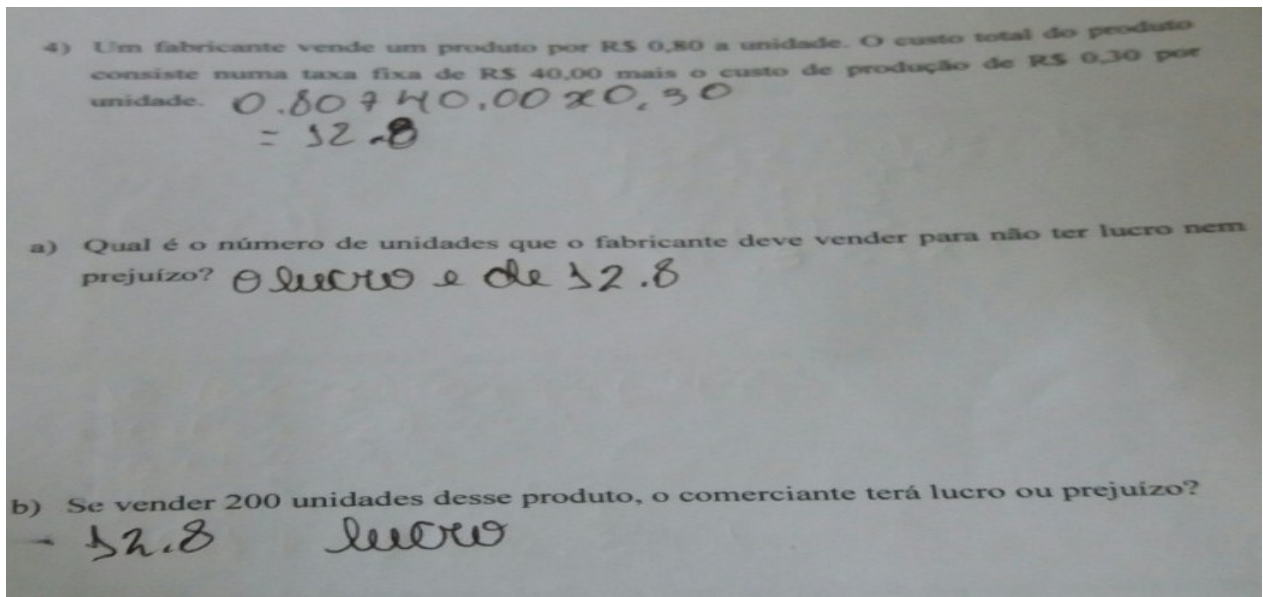 4) Um fabricante vende um produto por R$ 0,80 a unidade. O custo total do produto
consiste numa taxa fixa de R$ 40,00 mais o custo de produção de R$ 0,30 por
unidade. 0.80 + 40.00 x 0,30
= 12.8
a) Qual é o número de unidades que o fabricante deve vender para não ter lucro nem
prejuízo? O lucro e de 12.8
b) Se vender 200 unidades desse produto, o comerciante terá lucro ou prejuízo?
- 12.8 lucro